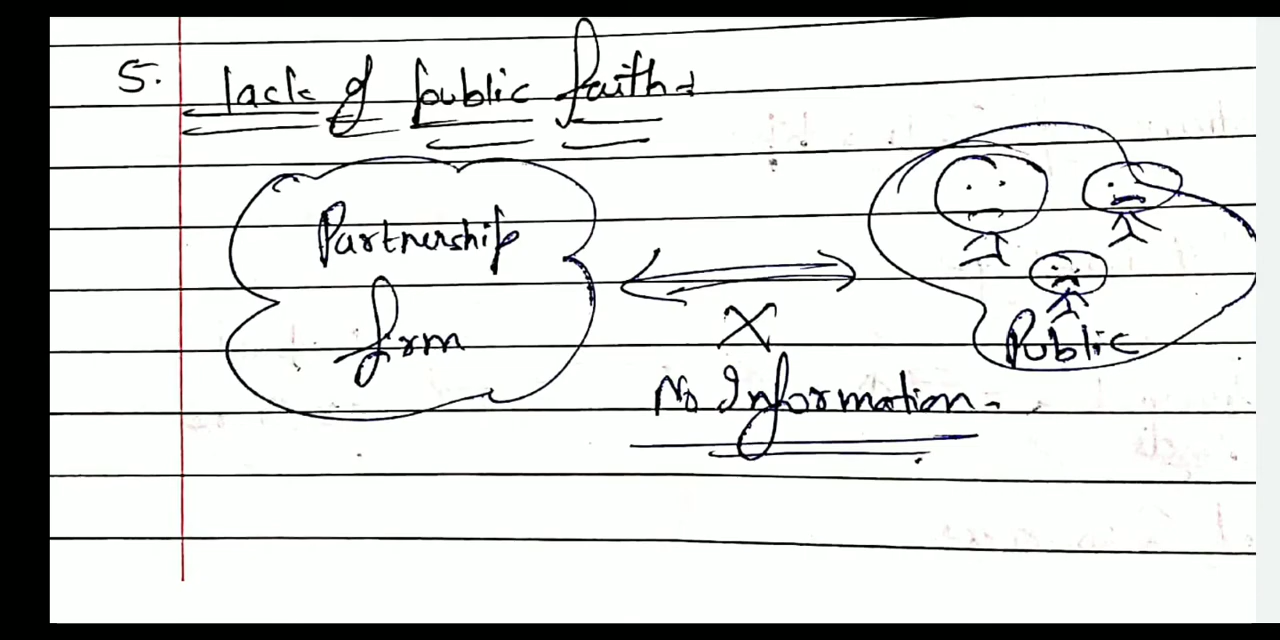 5. lack of public faith:
Partnership
firm
X
No Information.
Public